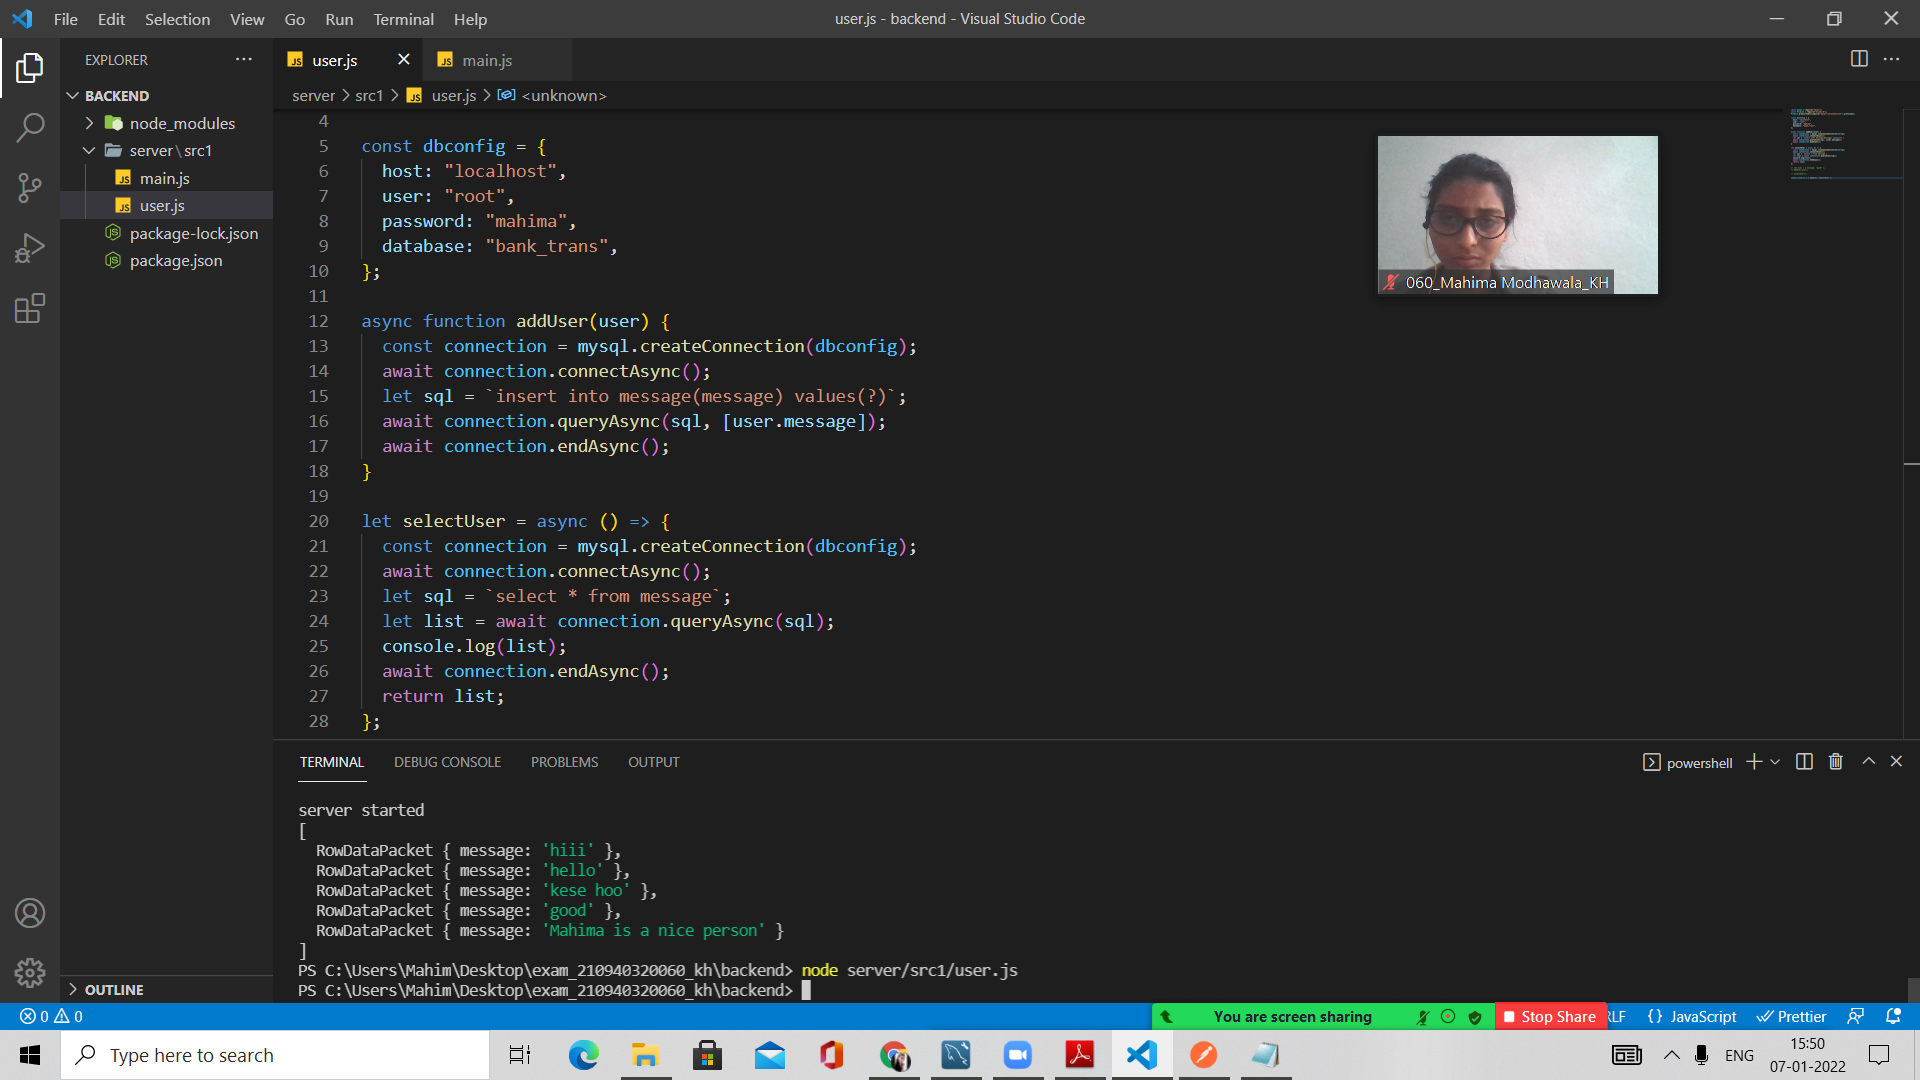 File Edit Selection View Go Run Terminal Help
user.js - backend - Visual Studio Code
EXPLORER
BACKEND
node_modules
server\src1
main.js
user.js
package-lock.json
package.json
OUTLINE
user.js
main.js
server > src1 > user.js > <unknown>
4
5 const dbconfig = {
6 host: "localhost",
7 user: "root",
8 password: "mahima",
9 database: "bank_trans",
10 };
11
12 async function addUser(user) {
13 const connection = mysql.createConnection(dbconfig);
14 await connection.connectAsync();
15 let sql = `insert into message(message) values(?)`;
16 await connection.queryAsync(sql, [user.message]);
17 await connection.endAsync();
18 }
19
20 let selectUser = async () => {
21 const connection = mysql.createConnection(dbconfig);
22 await connection.connectAsync();
23 let sql = `select * from message`;
24 let list = await connection.queryAsync(sql);
25 console.log(list);
26 await connection.endAsync();
27 return list;
28 };
060_Mahima Modhawala_KH
TERMINAL DEBUG CONSOLE PROBLEMS OUTPUT
powershell
server started
[
RowDataPacket { message: 'hiii' },
RowDataPacket { message: 'hello' },
RowDataPacket { message: 'kese hoo' },
RowDataPacket { message: 'good' },
RowDataPacket { message: 'Mahima is a nice person' }
]
PS C:\Users\Mahim\Desktop\exam_210940320060_kh\backend> node server/src1/user.js
PS C:\Users\Mahim\Desktop\exam_210940320060_kh\backend>
0 0
You are screen sharing
Stop Share
LF
{} JavaScript
Prettier
Type here to search
ENG
15:50
07-01-2022